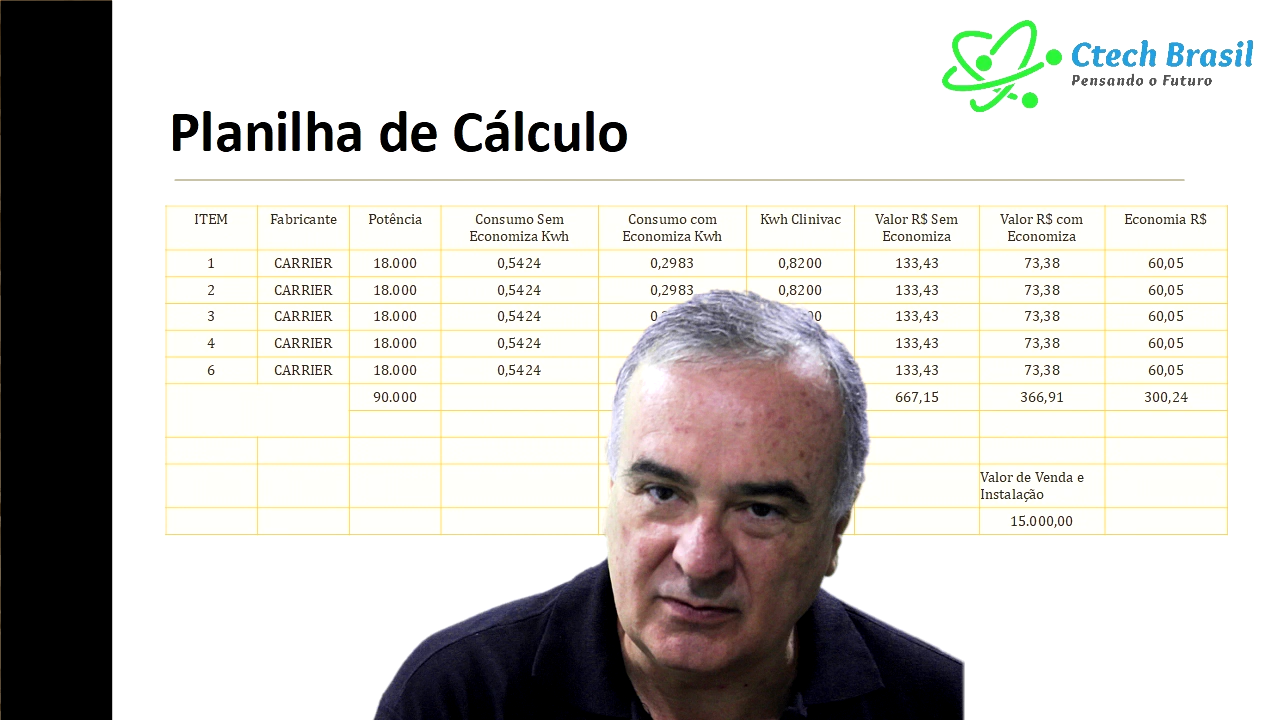 Ctech Brasil
Pensando o Futuro
Planilha de Cálculo
ITEM Fabricante Potência Consumo Sem Economiza Kwh Consumo com Economiza Kwh Kwh Clinivac Valor R$ Sem Economiza Valor R$ com Economiza Economia R$
1 CARRIER 18.000 0,5424 0,2983 0,8200 133,43 73,38 60,05
2 CARRIER 18.000 0,5424 0,2983 0,8200 133,43 73,38 60,05
3 CARRIER 18.000 0,5424 133,43 73,38 60,05
4 CARRIER 18.000 0,5424 133,43 73,38 60,05
6 CARRIER 18.000 0,5424 133,43 73,38 60,05
90.000 667,15 366,91 300,24
Valor de Venda e
Instalação
15.000,00